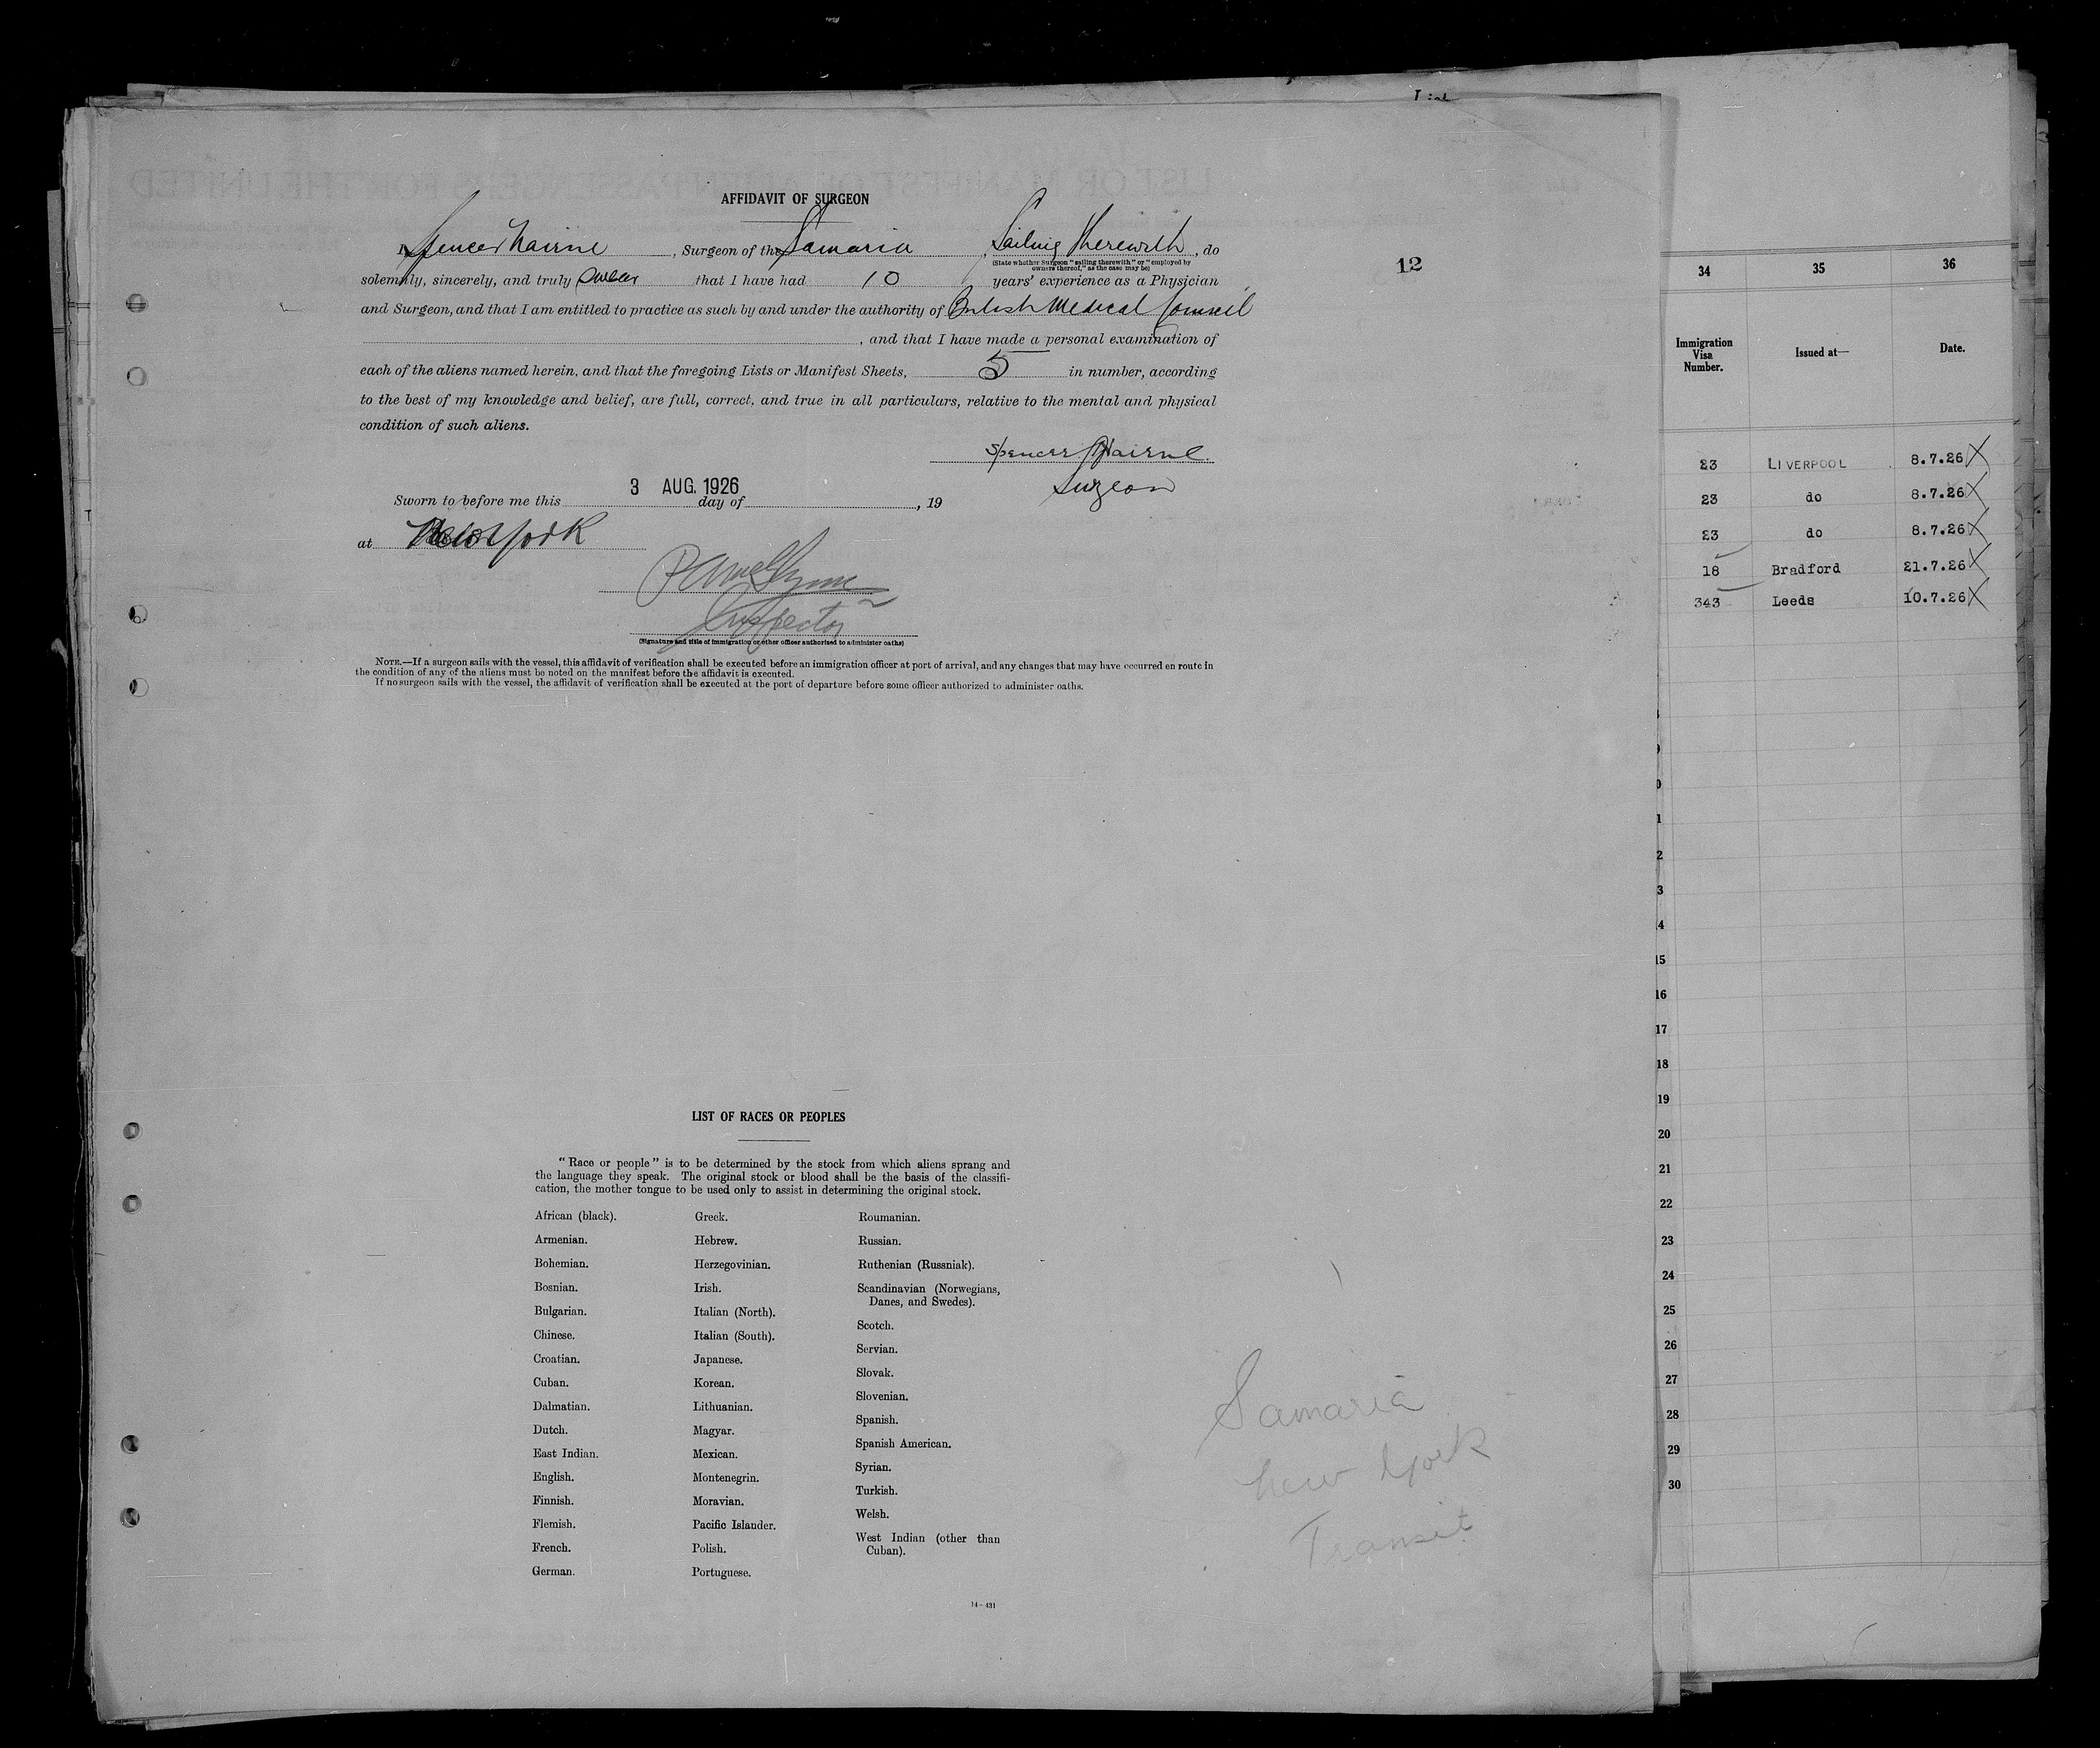 AFFIDAVIT OF SURGEON
I, Spencer Nairne, Surgeon of the Samaria, Sailing therewith, do
(State whether Surgeon "sailing therewith" or "employed by
owners thereof," as the case may be)
solemnly, sincerely, and truly swear that I have had 10 years' experience as a Physician
and Surgeon, and that I am entitled to practice as such by and under the authority of British Medical Council
, and that I have made a personal examination of
each of the aliens named herein, and that the foregoing Lists or Manifest Sheets, 5 in number, according
to the best of my knowledge and belief, are full, correct, and true in all particulars, relative to the mental and physical
condition of such aliens.
Spencer Nairne.
Surgeon
Sworn to before me this 3 AUG. 1926 day of , 19
at New York
Inspector
(Signature and title of immigration or other officer authorized to administer oaths)
NOTE.—If a surgeon sails with the vessel, this affidavit of verification shall be executed before an immigration officer at port of arrival, and any changes that may have occurred en route in
the condition of any of the aliens must be noted on the manifest before the affidavit is executed.
If no surgeon sails with the vessel, the affidavit of verification shall be executed at the port of departure before some officer authorized to administer oaths.
12
LIST OF RACES OR PEOPLES
"Race or people" is to be determined by the stock from which aliens sprang and
the language they speak. The original stock or blood shall be the basis of the classifi-
cation, the mother tongue to be used only to assist in determining the original stock.
African (black).
Armenian.
Bohemian.
Bosnian.
Bulgarian.
Chinese.
Croatian.
Cuban.
Dalmatian.
Dutch.
East Indian.
English.
Finnish.
Flemish.
French.
German.
Greek.
Hebrew.
Herzegovinian.
Irish.
Italian (North).
Italian (South).
Japanese.
Korean.
Lithuanian.
Magyar.
Mexican.
Montenegrin.
Moravian.
Pacific Islander.
Polish.
Portuguese.
Roumanian.
Russian.
Ruthenian (Russniak).
Scandinavian (Norwegians,
Danes, and Swedes).
Scotch.
Servian.
Slovak.
Slovenian.
Spanish.
Spanish American.
Syrian.
Turkish.
Welsh.
West Indian (other than
Cuban).
14-431
Samaria
New York
Transit
34 35 36
Immigration
Visa
Number.
Issued at—
Date.
23 LIVERPOOL 8.7.26 X
23 do 8.7.26 X
23 do 8.7.26 X
18 Bradford 21.7.26 X
343 Leeds 10.7.26 X
15
16
17
18
19
20
21
22
23
24
25
26
27
28
29
30